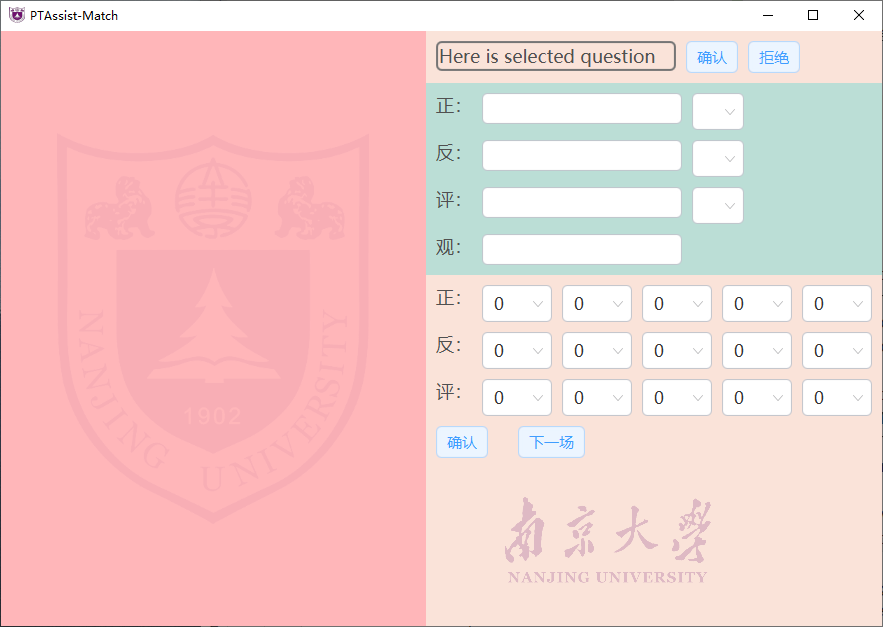 PTAssist-Match
NANJING UNIVERSITY
1902
Here is selected question 确认 拒绝
正：
反：
评：
观：
正： 0 0 0 0 0
反： 0 0 0 0 0
评： 0 0 0 0 0
确认 下一场
南京大学
NANJING UNIVERSITY